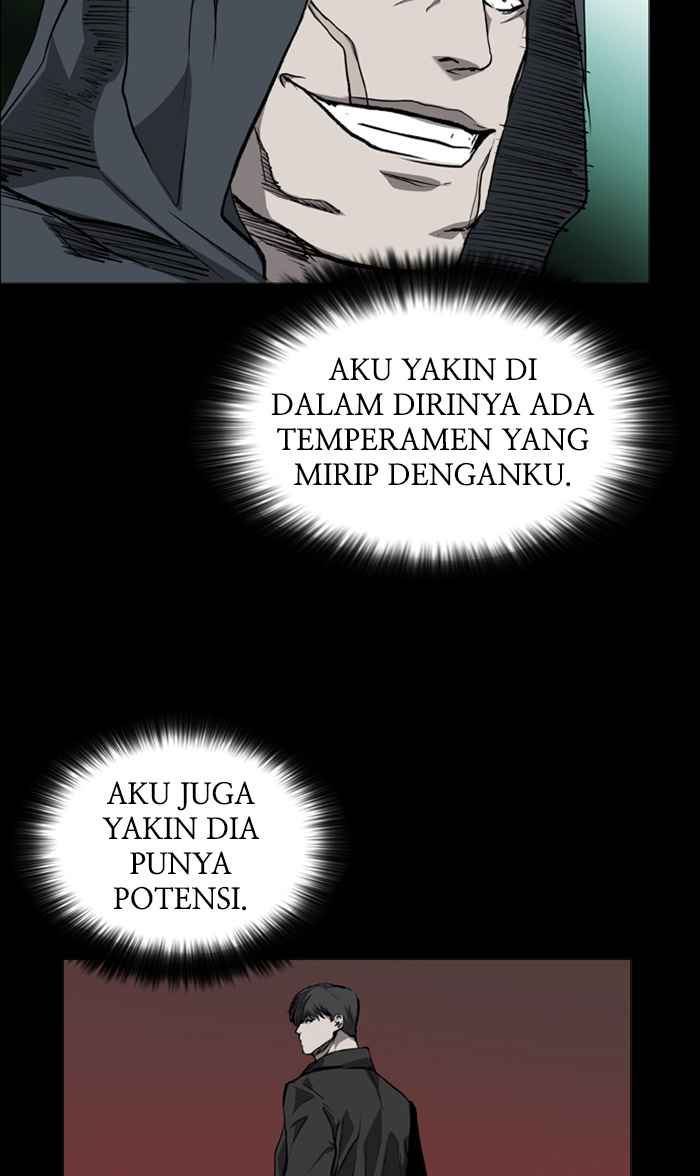 AKU YAKIN DI
DALAM DIRINYA ADA
TEMPERAMEN YANG
MIRIP DENGANKU.
AKU JUGA
YAKIN DIA
PUNYA
POTENSI.